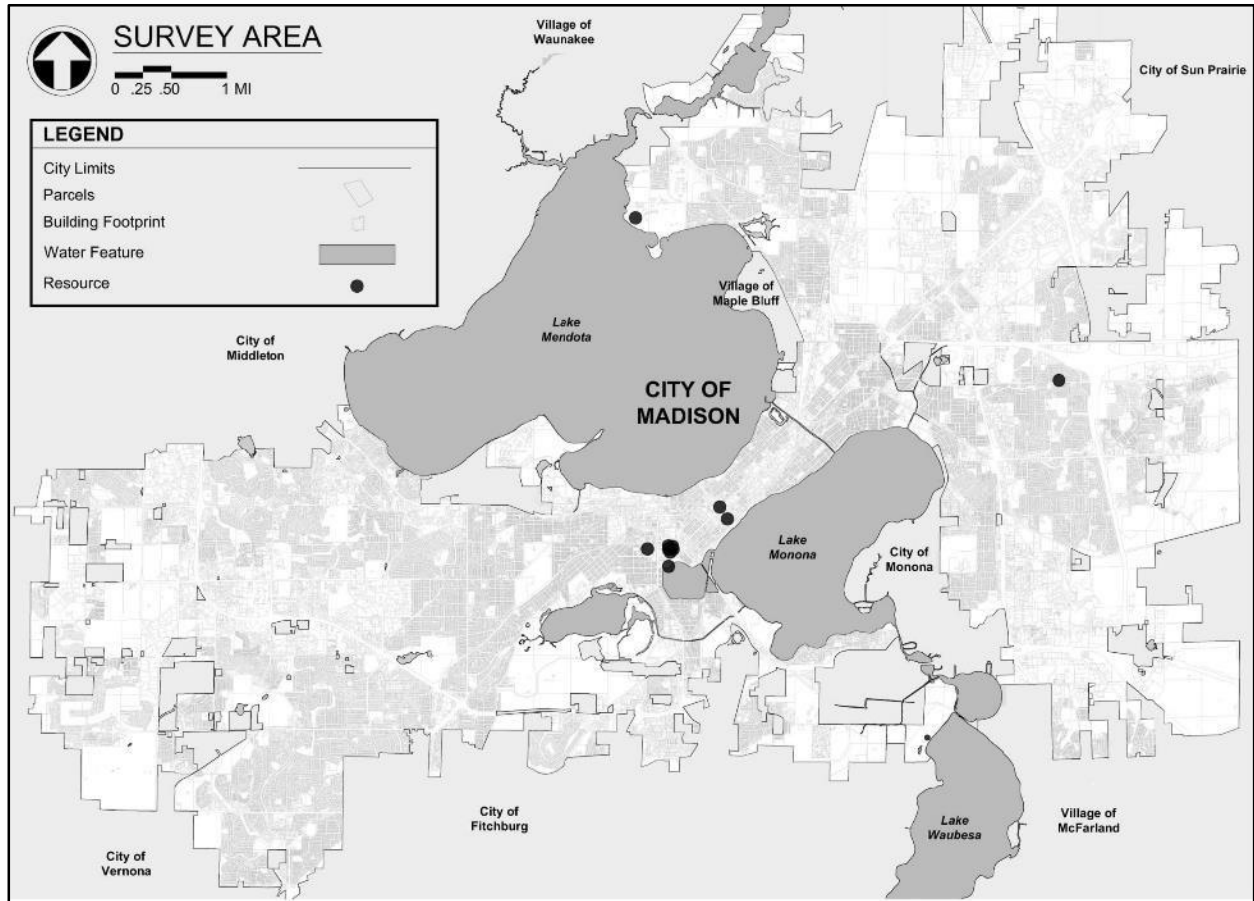 SURVEY AREA
0 .25 .50 1 MI
LEGEND
City Limits
Parcels
Building Footprint
Water Feature
Resource
Village of
Waunakee
City of Sun Prairie
Village of
Maple Bluff
Lake
Mendota
City of
Middleton
CITY OF
MADISON
Lake
Monona
City of
Monona
City of
Fitchburg
Lake
Waubesa
Village of
McFarland
City of
Vernona